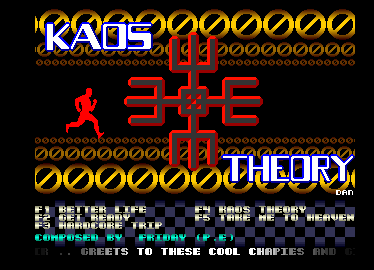 KAOS
THEORY
DAN
F1 BETTER LIFE
F2 GET READY
F3 HARDCORE TRIP
F4 KAOS THEORY
F5 TAKE ME TO HEAVEN
COMPOSED BY FRIDAY (P.E)
.. GREETS TO THESE COOL CHAPIES AND